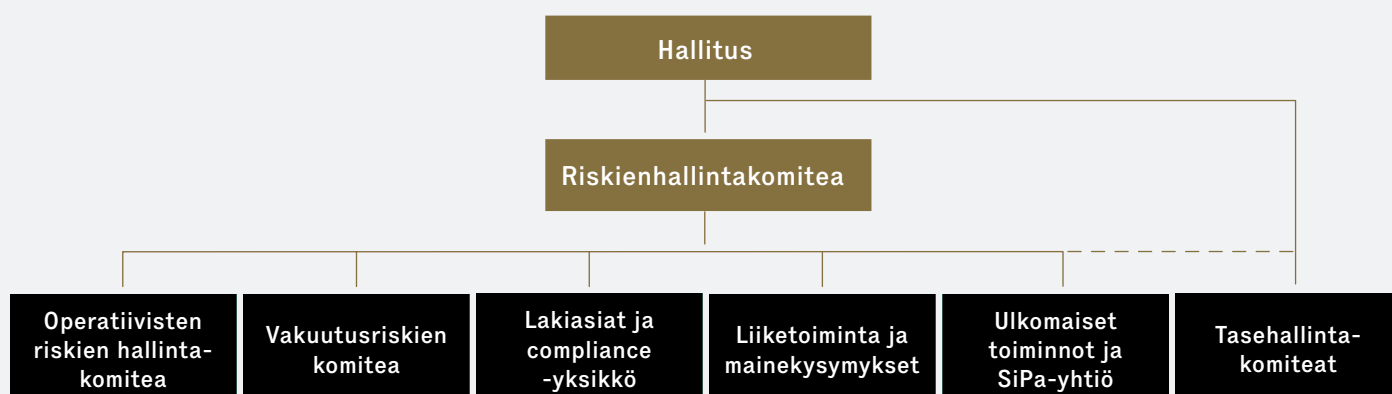 Hallitus
Riskienhallintakomitea
Operatiivisten
riskien hallinta-
komitea
Vakuutusriskien
komitea
Lakiasiat ja
compliance
-yksikkö
Liiketoiminta ja
mainekysymykset
Ulkomaiset
toiminnot ja
SiPa-yhtiö
Tasehallinta-
komiteat